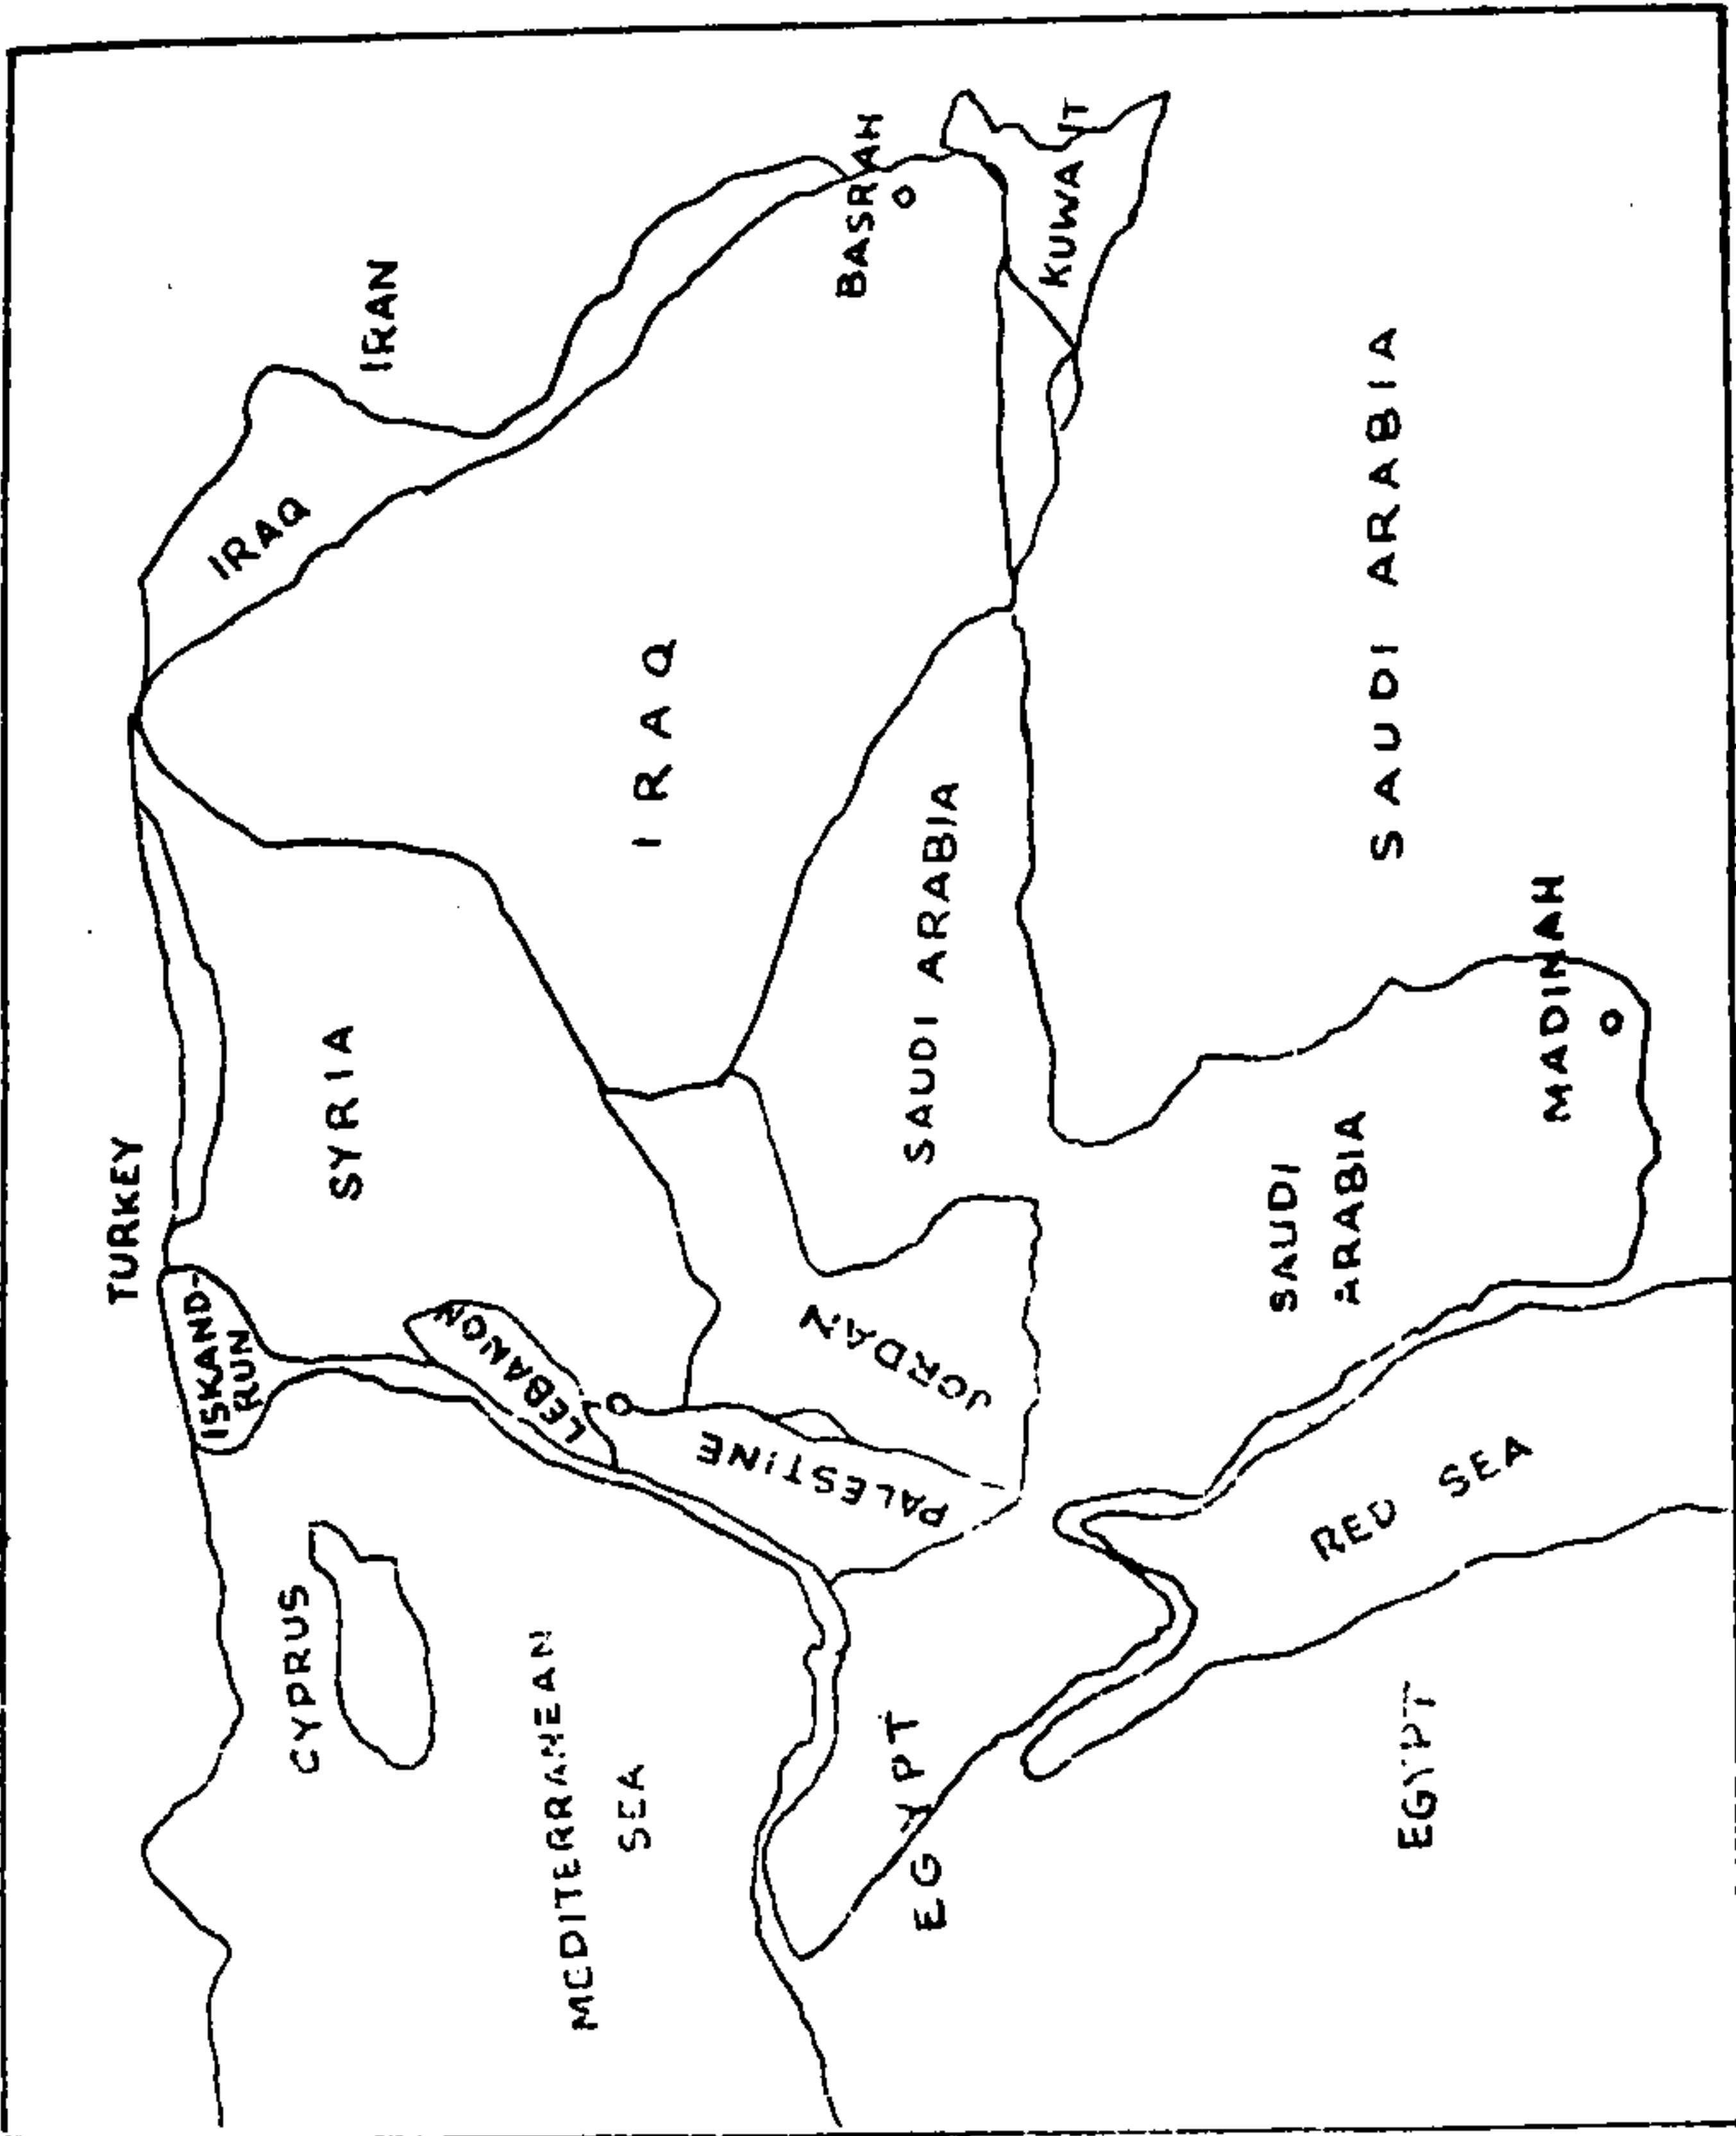 TURKEY
ISKAND-
RUN
SYRIA
IRAQ
IRAN
CYPRUS
LEBANON
IRAQ
MEDITERRANEAN
SEA
PALESTINE
JORDAN
SAUDI ARABIA
BASRAH
KUWAIT
EGYPT
SAUDI
ARABIA
SAUDI ARABIA
RED SEA
EGYPT
MADINAH